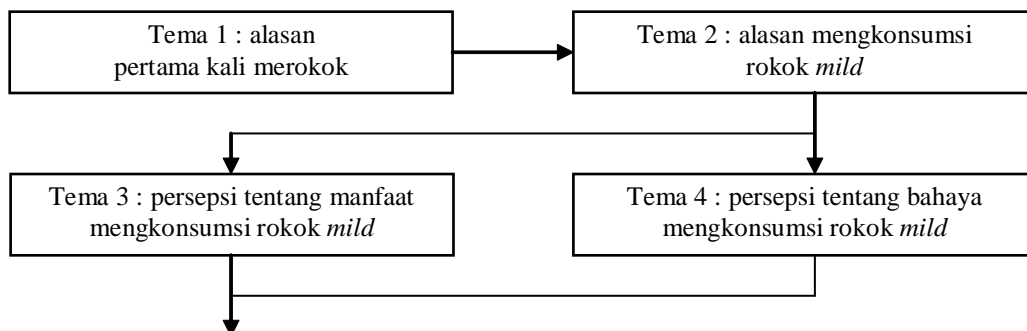 Tema 1 : alasan
pertama kali merokok
Tema 2 : alasan mengkonsumsi
rokok mild
Tema 3 : persepsi tentang manfaat
mengkonsumsi rokok mild
Tema 4 : persepsi tentang bahaya
mengkonsumsi rokok mild